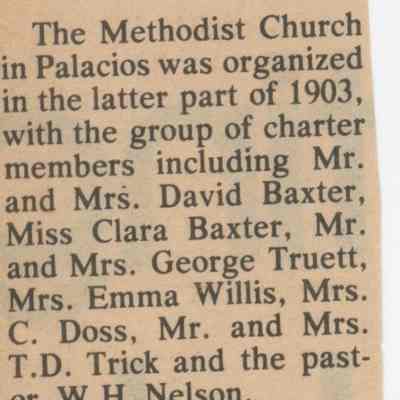 The Methodist Church
in Palacios was organized
in the latter part of 1903,
with the group of charter
members including Mr.
and Mrs. David Baxter,
Miss Clara Baxter, Mr.
and Mrs. George Truett,
Mrs. Emma Willis, Mrs.
C. Doss, Mr. and Mrs.
T.D. Trick and the past-
or, W.H. Nelson.